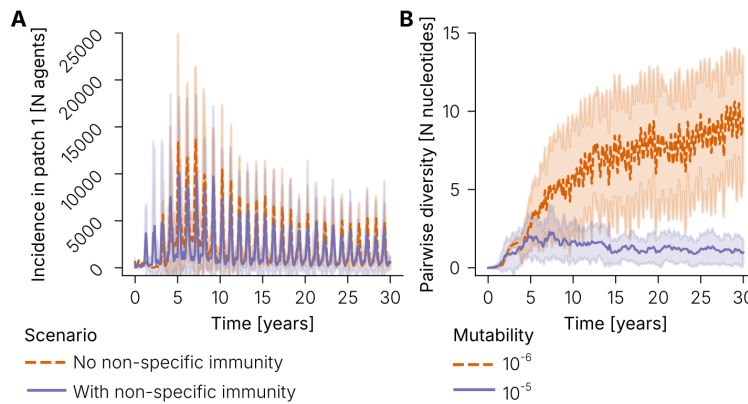 A
Incidence in patch 1 [N agents]
25000
20000
15000
10000
5000
0
0 5 10 15 20 25 30
Time [years]
Scenario
No non-specific immunity
With non-specific immunity
B
Pairwise diversity [N nucleotides]
15
10
5
0
0 5 10 15 20 25 30
Time [years]
Mutability
10⁻⁶
10⁻⁵